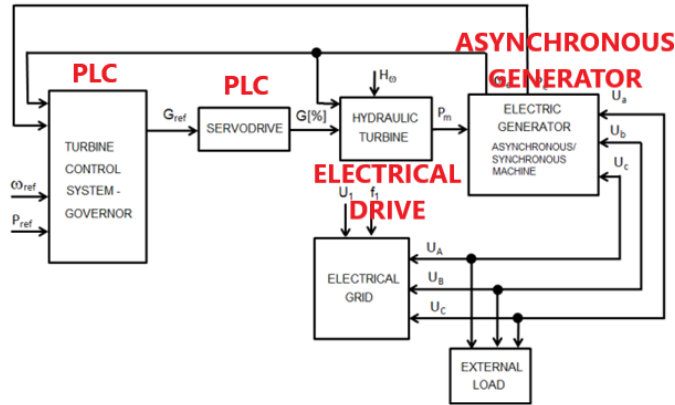 ASYNCHRONOUS
GENERATOR
PLC
PLC
TURBINE
CONTROL
SYSTEM -
GOVERNOR
ω_ref
P_ref
G_ref
SERVODRIVE
G[%]
H_ω
HYDRAULIC
TURBINE
P_m
ELECTRIC
GENERATOR
ASYNCHRONOUS/
SYNCHRONOUS
MACHINE
U_a
U_b
U_c
ELECTRICAL
DRIVE
U_1
f_1
ELECTRICAL
GRID
U_A
U_B
U_C
EXTERNAL
LOAD